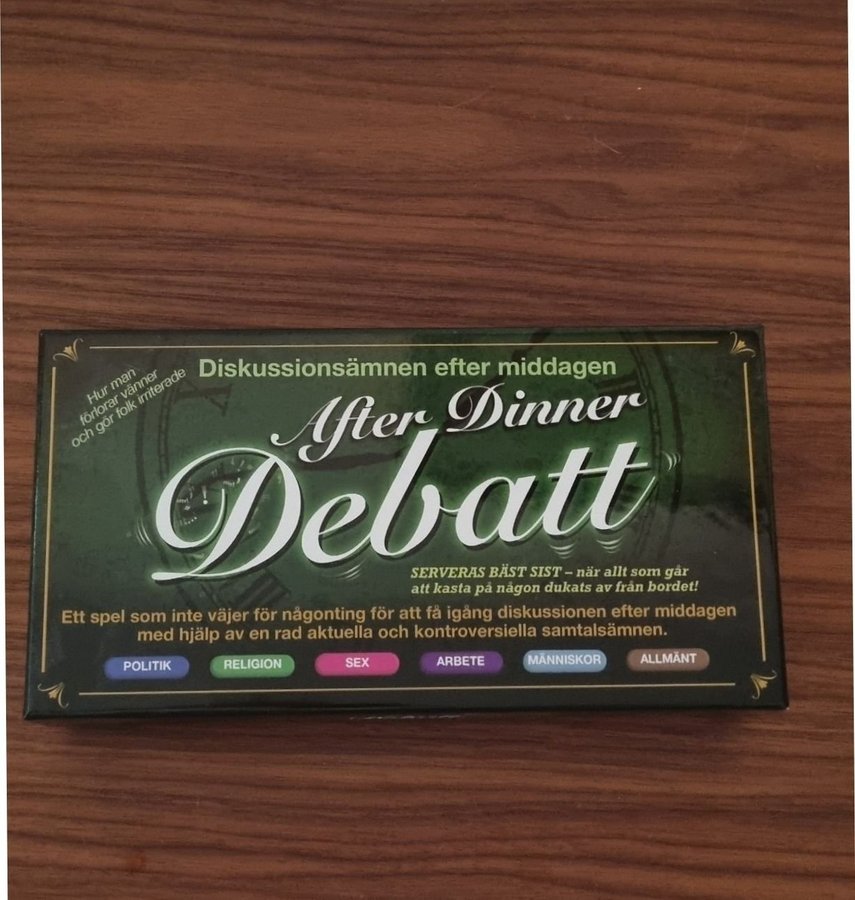 Hur man
förlorar vänner
och gör folk irriterade
Diskussionsämnen efter middagen
After Dinner
Debatt
SERVERAS BÄST SIST – när allt som går
att kasta på någon dukats av från bordet!
Ett spel som inte väjer för någonting för att få igång diskussionen efter middagen
med hjälp av en rad aktuella och kontroversiella samtalsämnen.
POLITIK RELIGION SEX ARBETE MÄNNISKOR ALLMÄNT